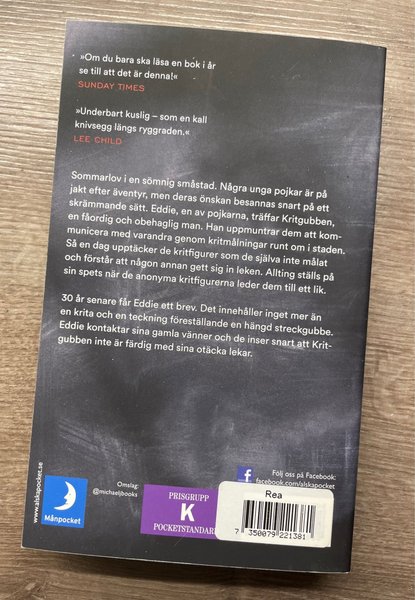 »Om du bara ska läsa en bok i år
se till att det är denna!«
SUNDAY TIMES
»Underbart kuslig – som en kall
knivsegg längs ryggraden.«
LEE CHILD
Sommarlov i en sömnig småstad. Några unga pojkar är på
jakt efter äventyr, men deras önskan besannas snart på ett
skrämmande sätt. Eddie, en av pojkarna, träffar Kritgubben,
en fåordig och obehaglig man. Han uppmuntrar dem att kom-
municera med varandra genom kritmålningar runt om i staden.
Så en dag upptäcker de kritfigurer som de själva inte målat
och förstår att någon annan gett sig in i leken. Allting ställs på
sin spets när de anonyma kritfigurerna leder dem till ett lik.
30 år senare får Eddie ett brev. Det innehåller inget mer än
en krita och en teckning föreställande en hängd streckgubbe.
Eddie kontaktar sina gamla vänner och de inser snart att Krit-
gubben inte är färdig med sina otäcka lekar.
www.alskapocket.se
Månpocket
Omslag:
@michaeljbooks
PRISGRUPP
K
POCKETSTANDARD
f
Följ oss på Facebook:
facebook.com/alskapocket
Rea
7 350079 221381